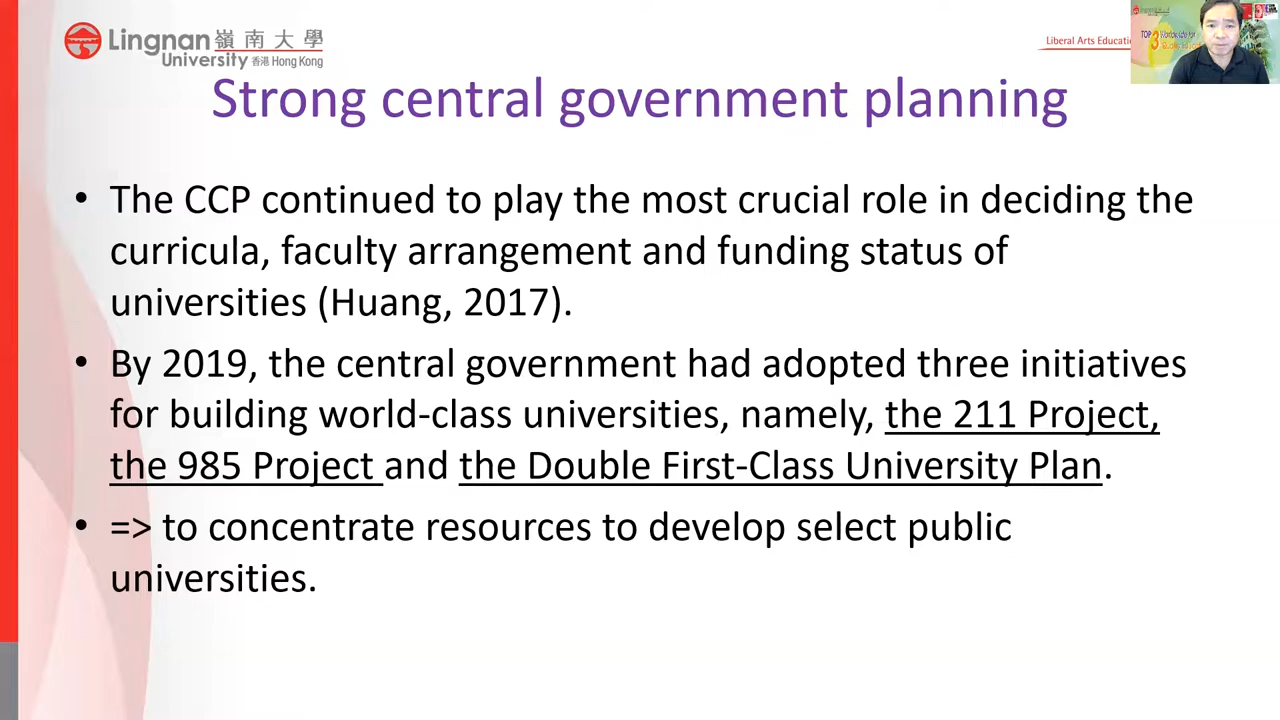 Lingnan 嶺南大學
University 香港 Hong Kong
Liberal Arts Educatio
TOP 3
Strong central government planning
• The CCP continued to play the most crucial role in deciding the
curricula, faculty arrangement and funding status of
universities (Huang, 2017).
• By 2019, the central government had adopted three initiatives
for building world-class universities, namely, the 211 Project,
the 985 Project and the Double First-Class University Plan.
• => to concentrate resources to develop select public
universities.